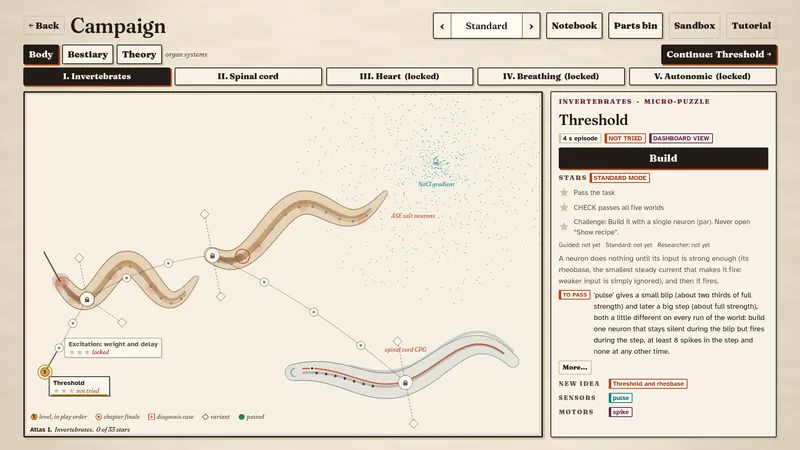 ← Back
Campaign
‹ Standard ›
Notebook
Parts bin
Sandbox
Tutorial
Body
Bestiary
Theory
organ systems
Continue: Threshold →
I. Invertebrates
II. Spinal cord
III. Heart (locked)
IV. Breathing (locked)
V. Autonomic (locked)
NaCl gradient
ASE salt neurons
spinal cord CPG
Excitation: weight and delay
★★★ locked
1
Threshold
★★★ not tried
1 level, in play order
chapter finale
diagnosis case
variant
passed
Atlas 1. Invertebrates. 0 of 33 stars
INVERTEBRATES • MICRO-PUZZLE
Threshold
4 s episode
NOT TRIED
DASHBOARD VIEW
Build
STARS STANDARD MODE
Pass the task
CHECK passes all five worlds
Challenge: Build it with a single neuron (par). Never open
"Show recipe".
Guided: not yet Standard: not yet Researcher: not yet
A neuron does nothing until its input is strong enough (its
rheobase, the smallest steady current that makes it fire:
weaker input is simply ignored), and then it fires.
TO PASS 'pulse' gives a small blip (about two thirds of full
strength) and later a big step (about full strength),
both a little different on every run of the world: build
one neuron that stays silent during the blip but fires
during the step, at least 8 spikes in the step and
none at any other time.
More...
NEW IDEA Threshold and rheobase
SENSORS pulse
MOTORS spike